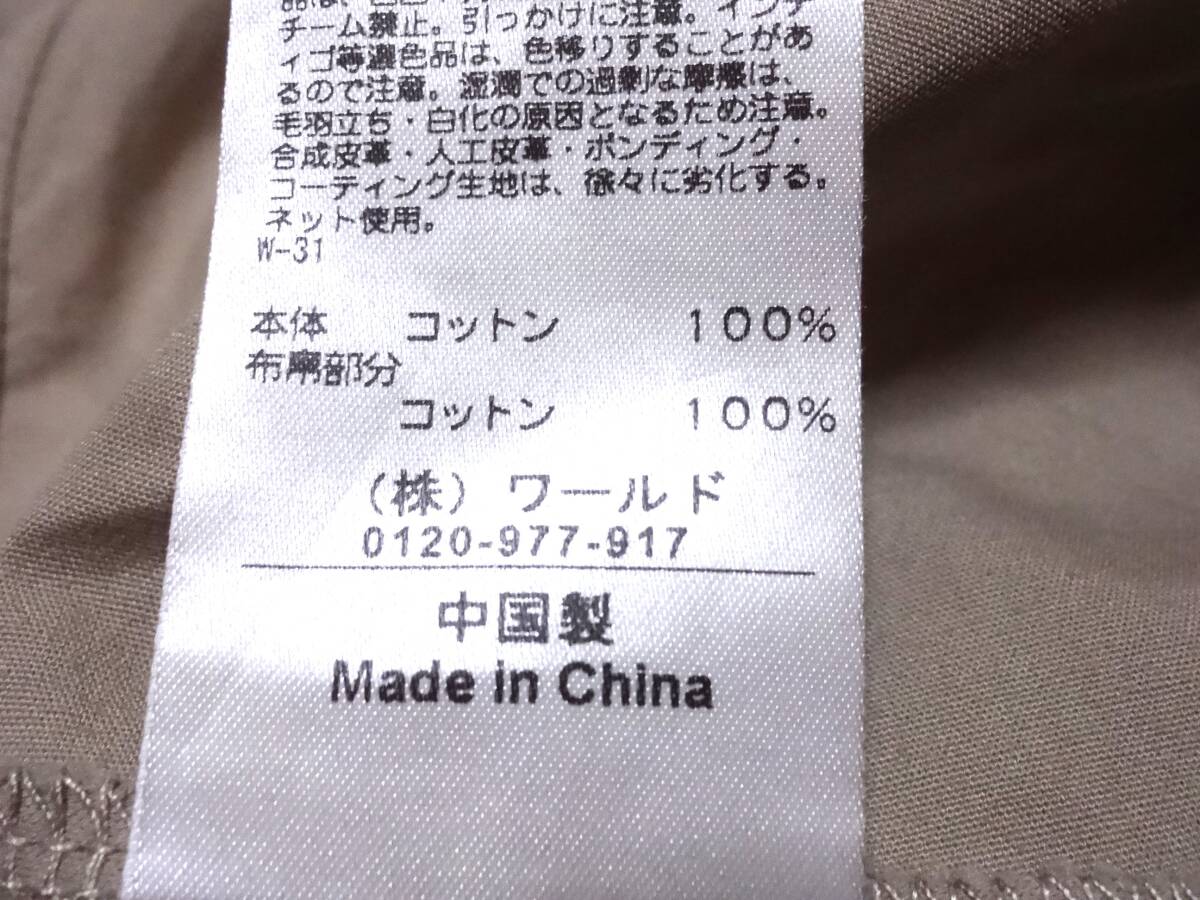 チーム禁止。引っかけに注意。インデ
ィゴ等濃色品は、色移りすることがあ
るので注意。湿潤での過剰な摩擦は、
毛羽立ち・白化の原因となるため注意。
合成皮革・人工皮革・ボンディング・
コーティング生地は、徐々に劣化する。
ネット使用。
W-31
本体 コットン 100%
布帛部分
コットン 100%
(株) ワールド
0120-977-917
中国製
Made in China